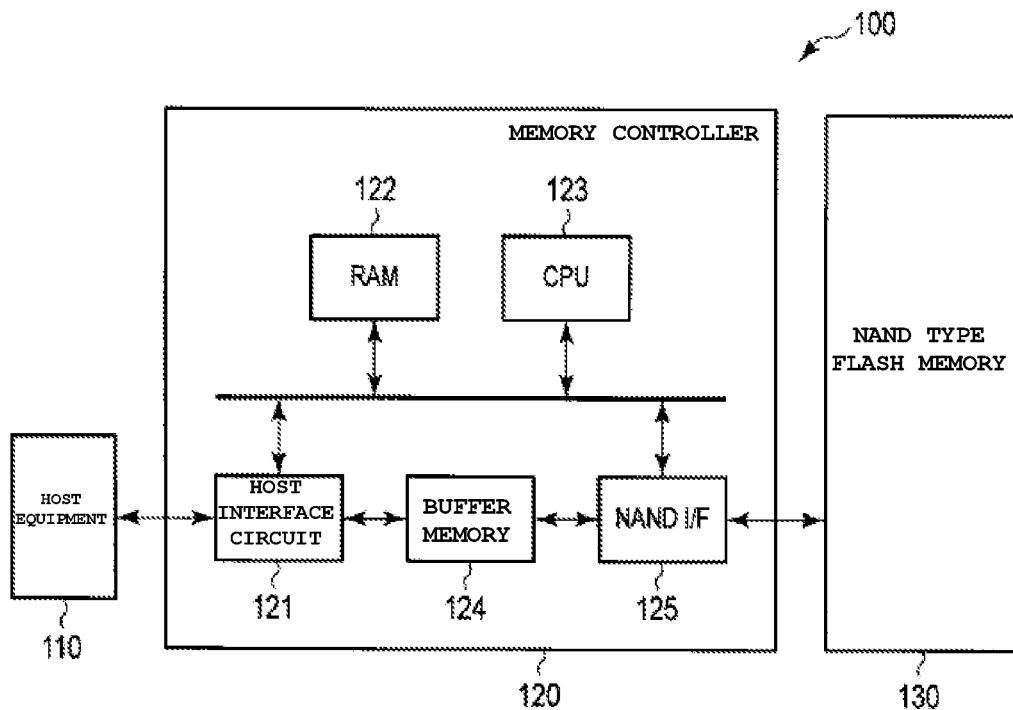 100
MEMORY CONTROLLER
122
123
RAM
CPU
NAND TYPE
FLASH MEMORY
HOST
EQUIPMENT
HOST
INTERFACE
CIRCUIT
BUFFER
MEMORY
NAND I/F
121
124
125
110
120
130